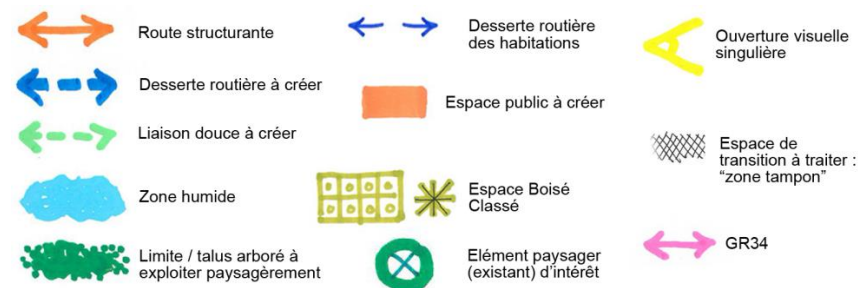 Route structurante
Desserte routière à créer
Liaison douce à créer
Zone humide
Limite / talus arboré à
exploiter paysagèrement
Desserte routière
des habitations
Espace public à créer
Espace Boisé
Classé
Elément paysager
(existant) d'intérêt
Ouverture visuelle
singulière
Espace de
transition à traiter :
“zone tampon”
GR34